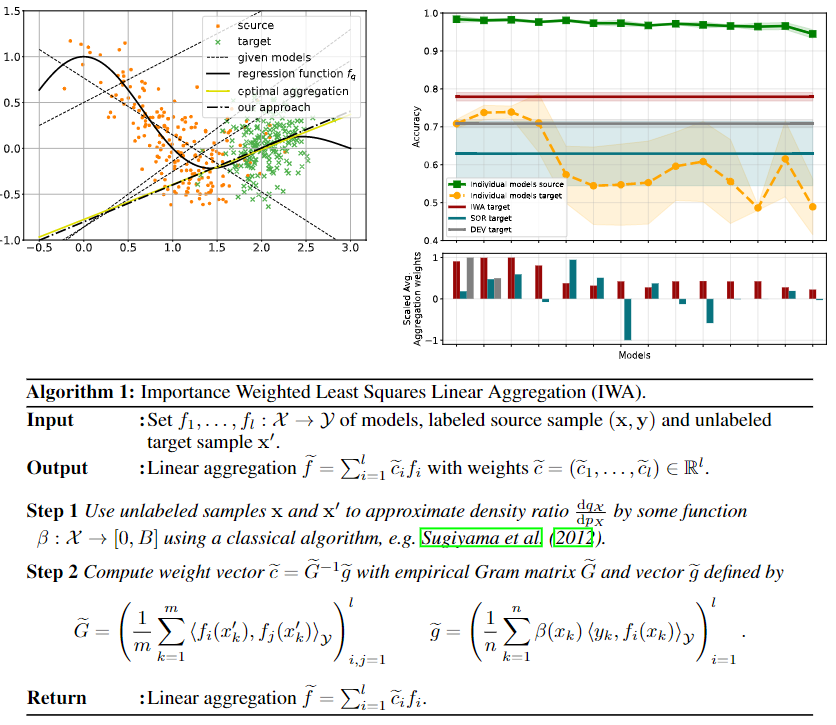 1.5
1.0
0.5
0.0
−0.5
−1.0
−0.5 0.0 0.5 1.0 1.5 2.0 2.5 3.0
source
target
given models
regression function f_q
optimal aggregation
our approach
1.0
0.9
0.8
0.7
0.6
0.5
0.4
Accuracy
Individual models source
Individual models target
IWA target
SOR target
DEV target
1
0
−1
Scaled Avg.
Aggregation weights
Models
Algorithm 1: Importance Weighted Least Squares Linear Aggregation (IWA).
Input : Set f_1, . . . , f_l : 𝒳 → 𝒴 of models, labeled source sample (x, y) and unlabeled
target sample x′.
Output : Linear aggregation f̃ = ∑_{i=1}^{l} c̃_i f_i with weights c̃ = (c̃_1, . . . , c̃_l) ∈ ℝ^l.
Step 1 Use unlabeled samples x and x′ to approximate density ratio dq_𝒳/dp_X by some function
β : 𝒳 → [0, B] using a classical algorithm, e.g. Sugiyama et al. (2012).
Step 2 Compute weight vector c̃ = G̃^{−1}g̃ with empirical Gram matrix G̃ and vector g̃ defined by
G̃ = (1/m ∑_{k=1}^{m} ⟨f_i(x′_k), f_j(x′_k)⟩_𝒴)_{i,j=1}^{l} g̃ = (1/n ∑_{k=1}^{n} β(x_k) ⟨y_k, f_i(x_k)⟩_𝒴)_{i=1}^{l} .
Return : Linear aggregation f̃ = ∑_{i=1}^{l} c̃_i f_i.